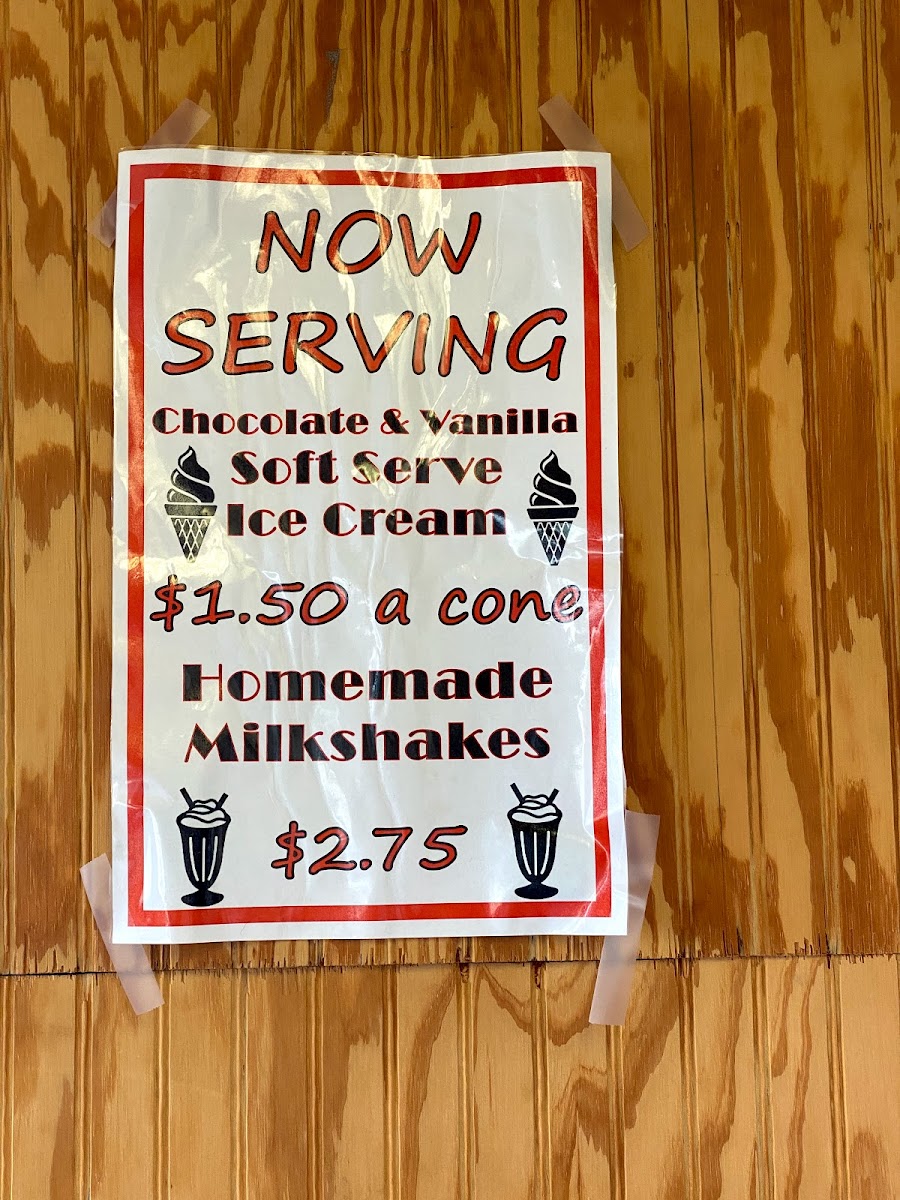 NOW
SERVING
Chocolate & Vanilla
Soft Serve
Ice Cream
$1.50 a cone
Homemade
Milkshakes
$2.75